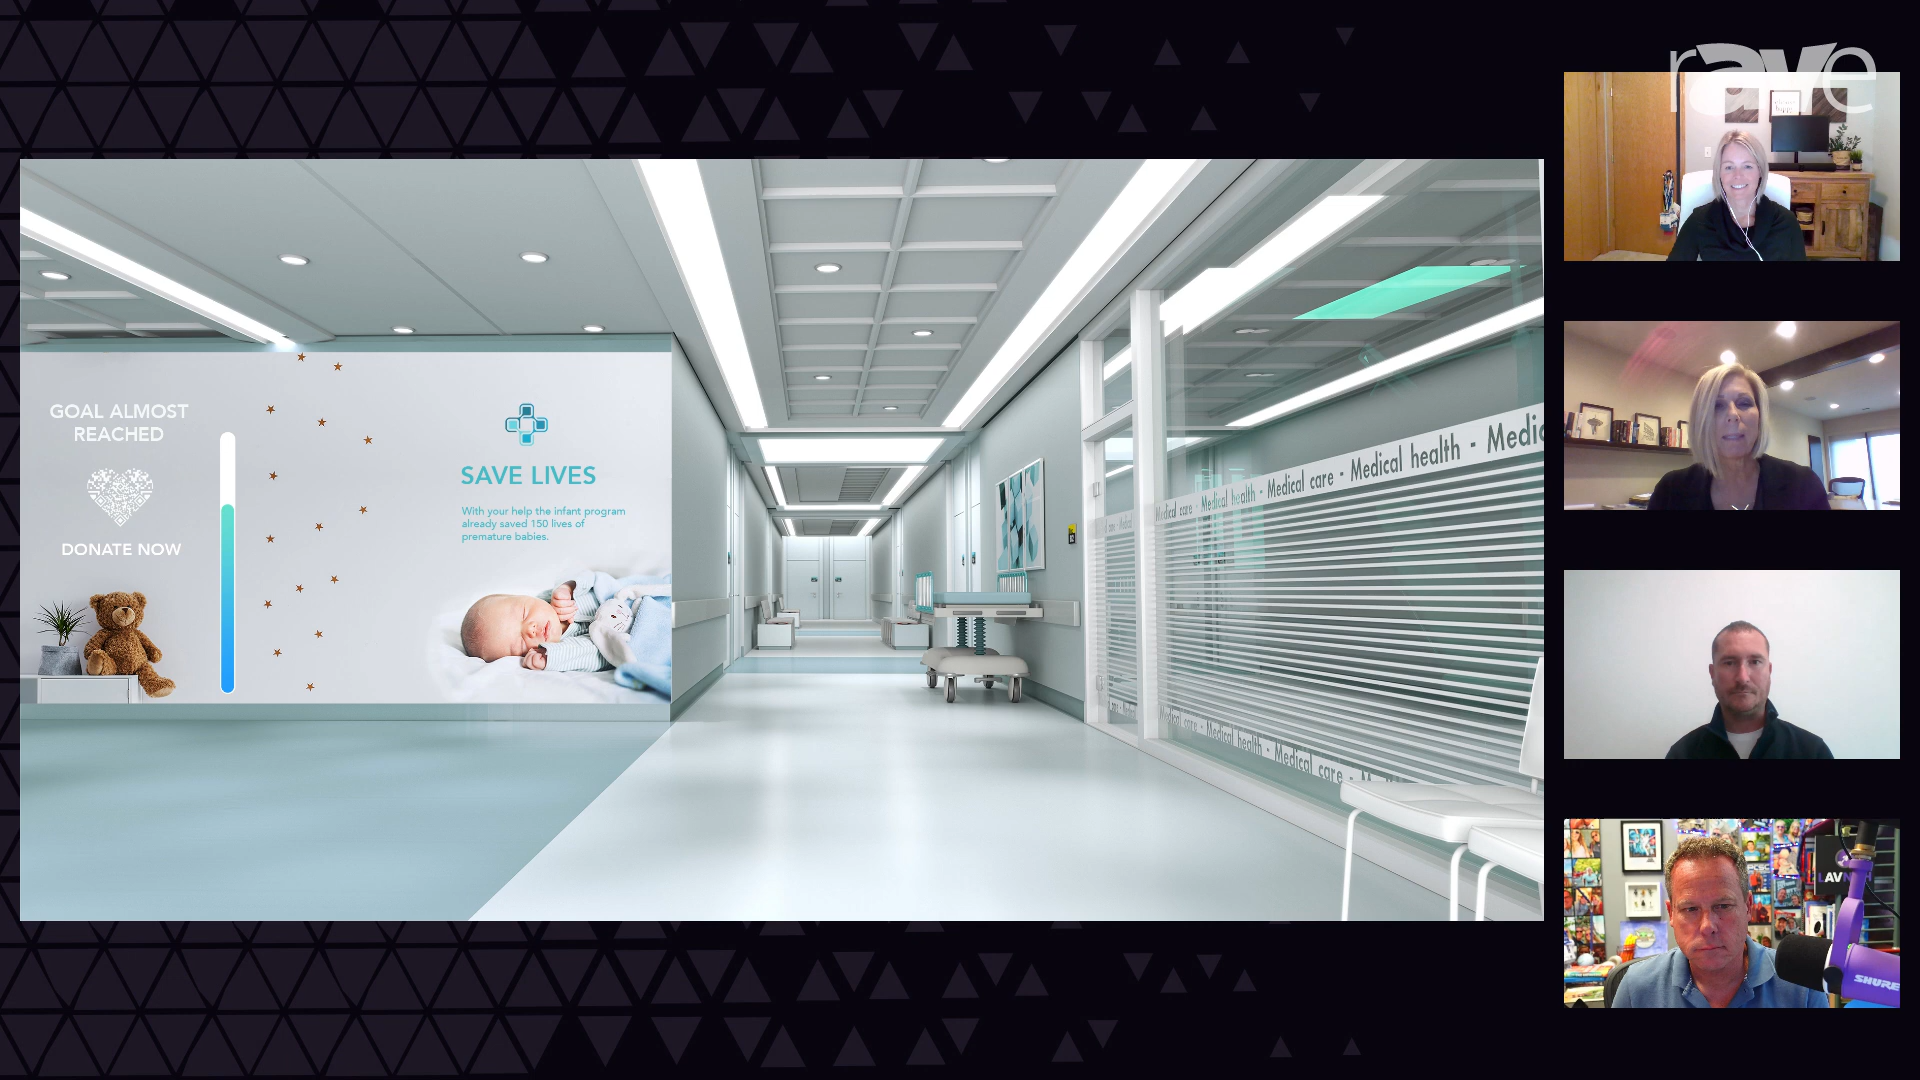 rave
GOAL ALMOST
REACHED
DONATE NOW
SAVE LIVES
With your help the infant program
already saved 150 lives of
premature babies.
Medical care - Medical health - Medical care - Medical health - Medic
Medical care - Medical health - Medical care - M
LAV
SHURE